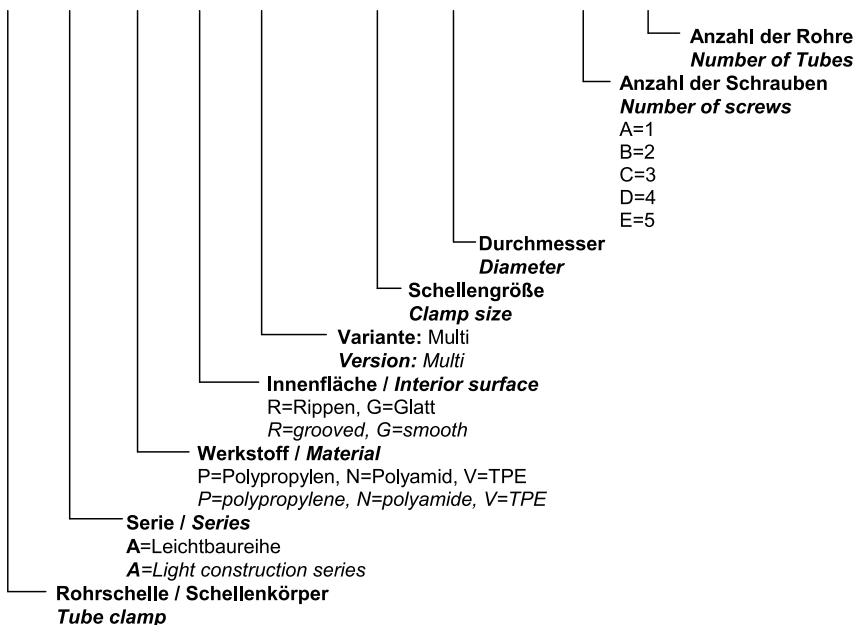 Anzahl der Rohre
Number of Tubes
Anzahl der Schrauben
Number of screws
A=1
B=2
C=3
D=4
E=5
Durchmesser
Diameter
Schellengröße
Clamp size
Variante: Multi
Version: Multi
Innenfläche / Interior surface
R=Rippen, G=Glatt
R=grooved, G=smooth
Werkstoff / Material
P=Polypropylen, N=Polyamid, V=TPE
P=polypropylene, N=polyamide, V=TPE
Serie / Series
A=Leichtbaureihe
A=Light construction series
Rohrschelle / Schellenkörper
Tube clamp